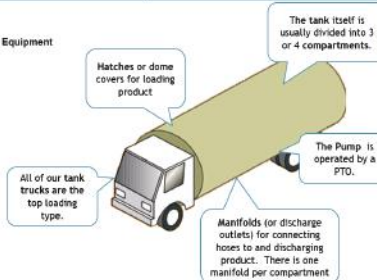 Equipment
The tank itself is
usually divided into 3
or 4 compartments.
Hatches or dome
covers for loading
product
The Pump is
operated by a
PTO.
All of our tank
trucks are the
top loading
type.
Manifolds (or discharge
outlets) for connecting
hoses to and discharging
product. There is one
manifold per compartment